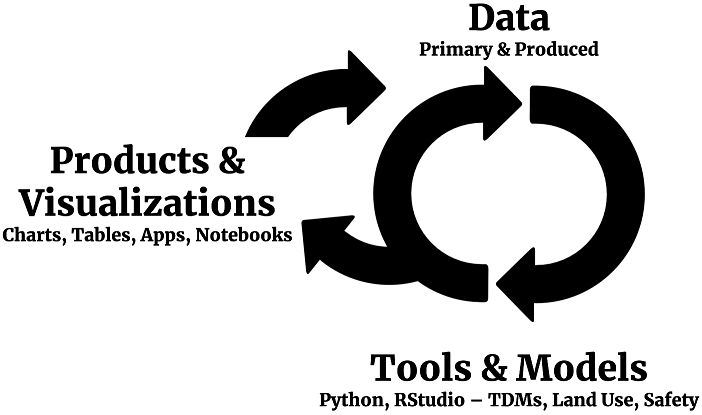 Data
Primary & Produced
Products &
Visualizations
Charts, Tables, Apps, Notebooks
Tools & Models
Python, RStudio – TDMs, Land Use, Safety